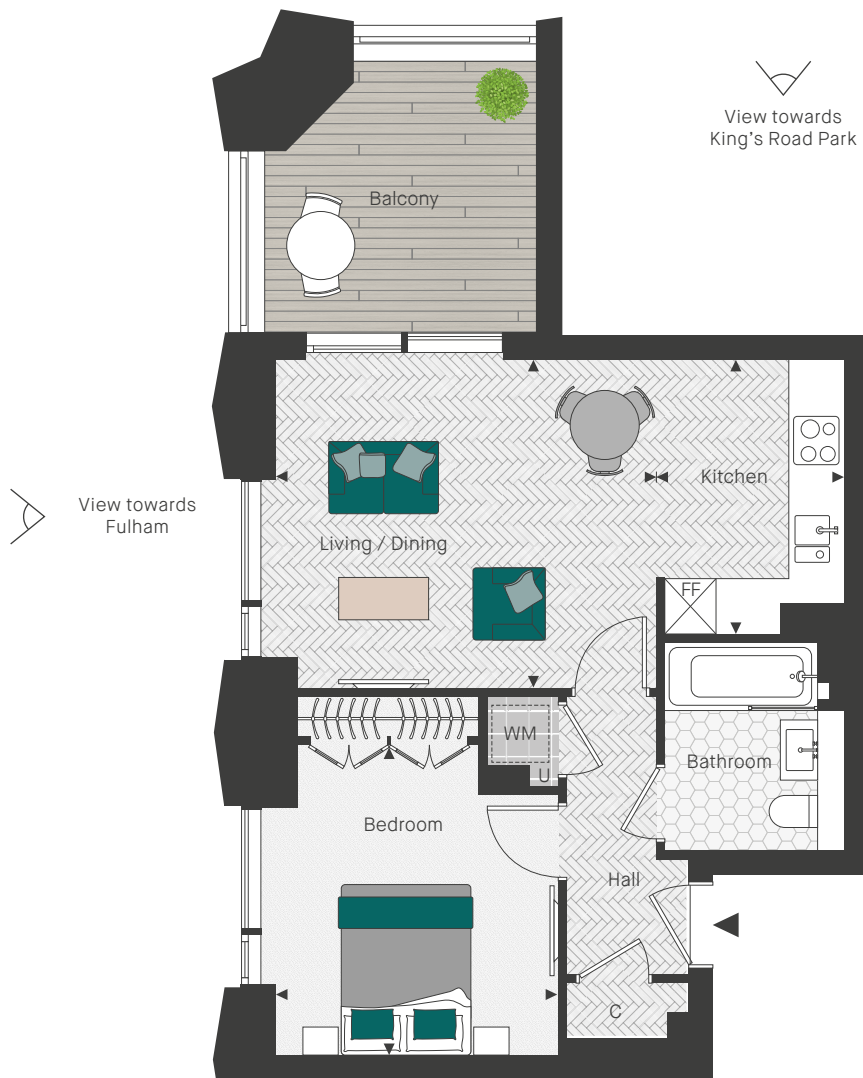 View towards
King's Road Park
Balcony
Kitchen
View towards
Fulham
Living / Dining
FF
WM
Bathroom
U
Bedroom
Hall
C